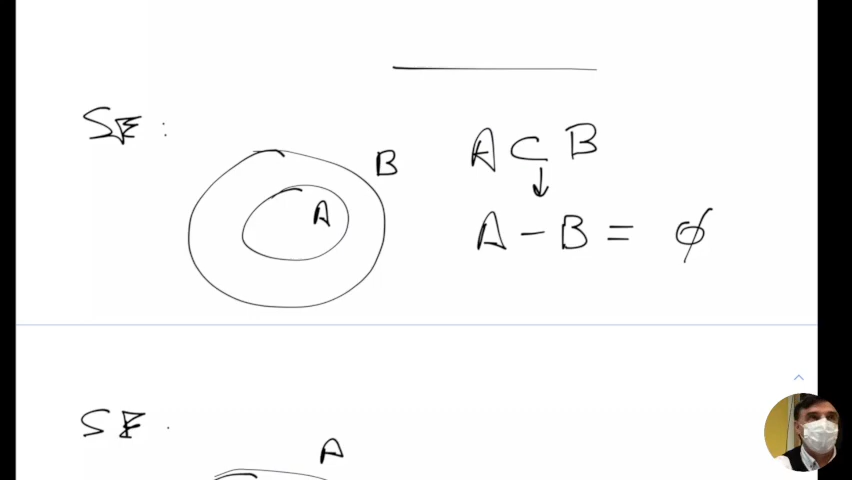 SE:
B
A
A ⊂ B
↓
A - B = ∅
SE.
A